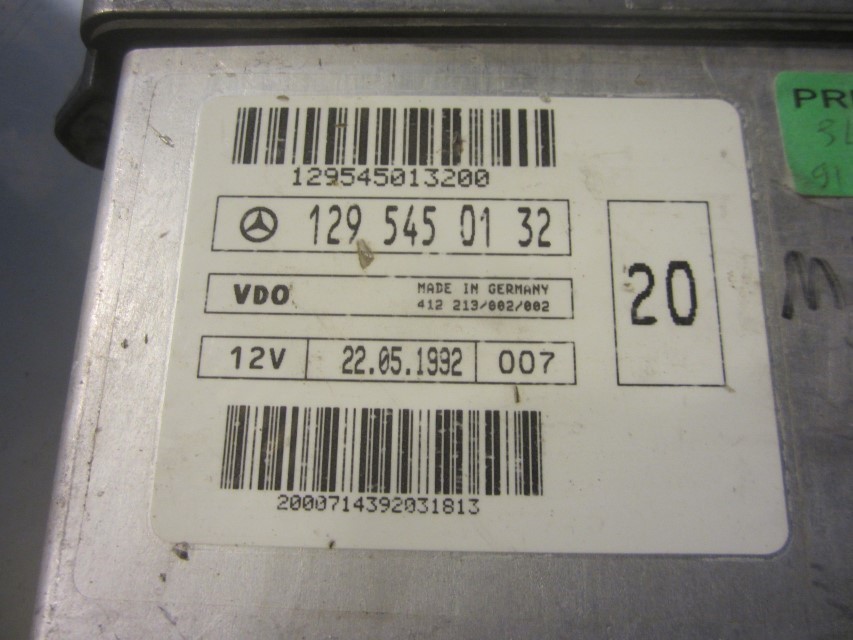 129545013200
129 545 01 32
VDO MADE IN GERMANY
412 213/002/002
12V 22.05.1992 007
20
2000714392031813
PRI
M